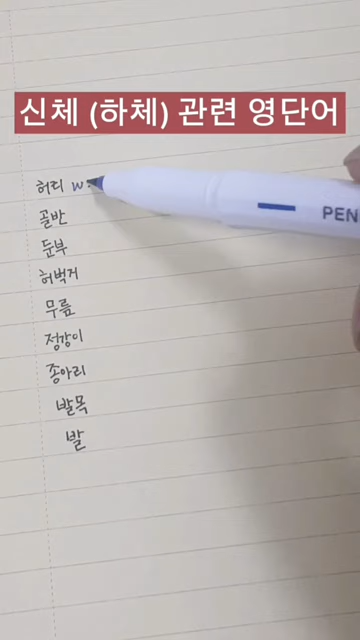 신체 (하체) 관련 영단어
허리 w
골반
둔부
허벅지
무릎
정강이
종아리
발목
발
PEN